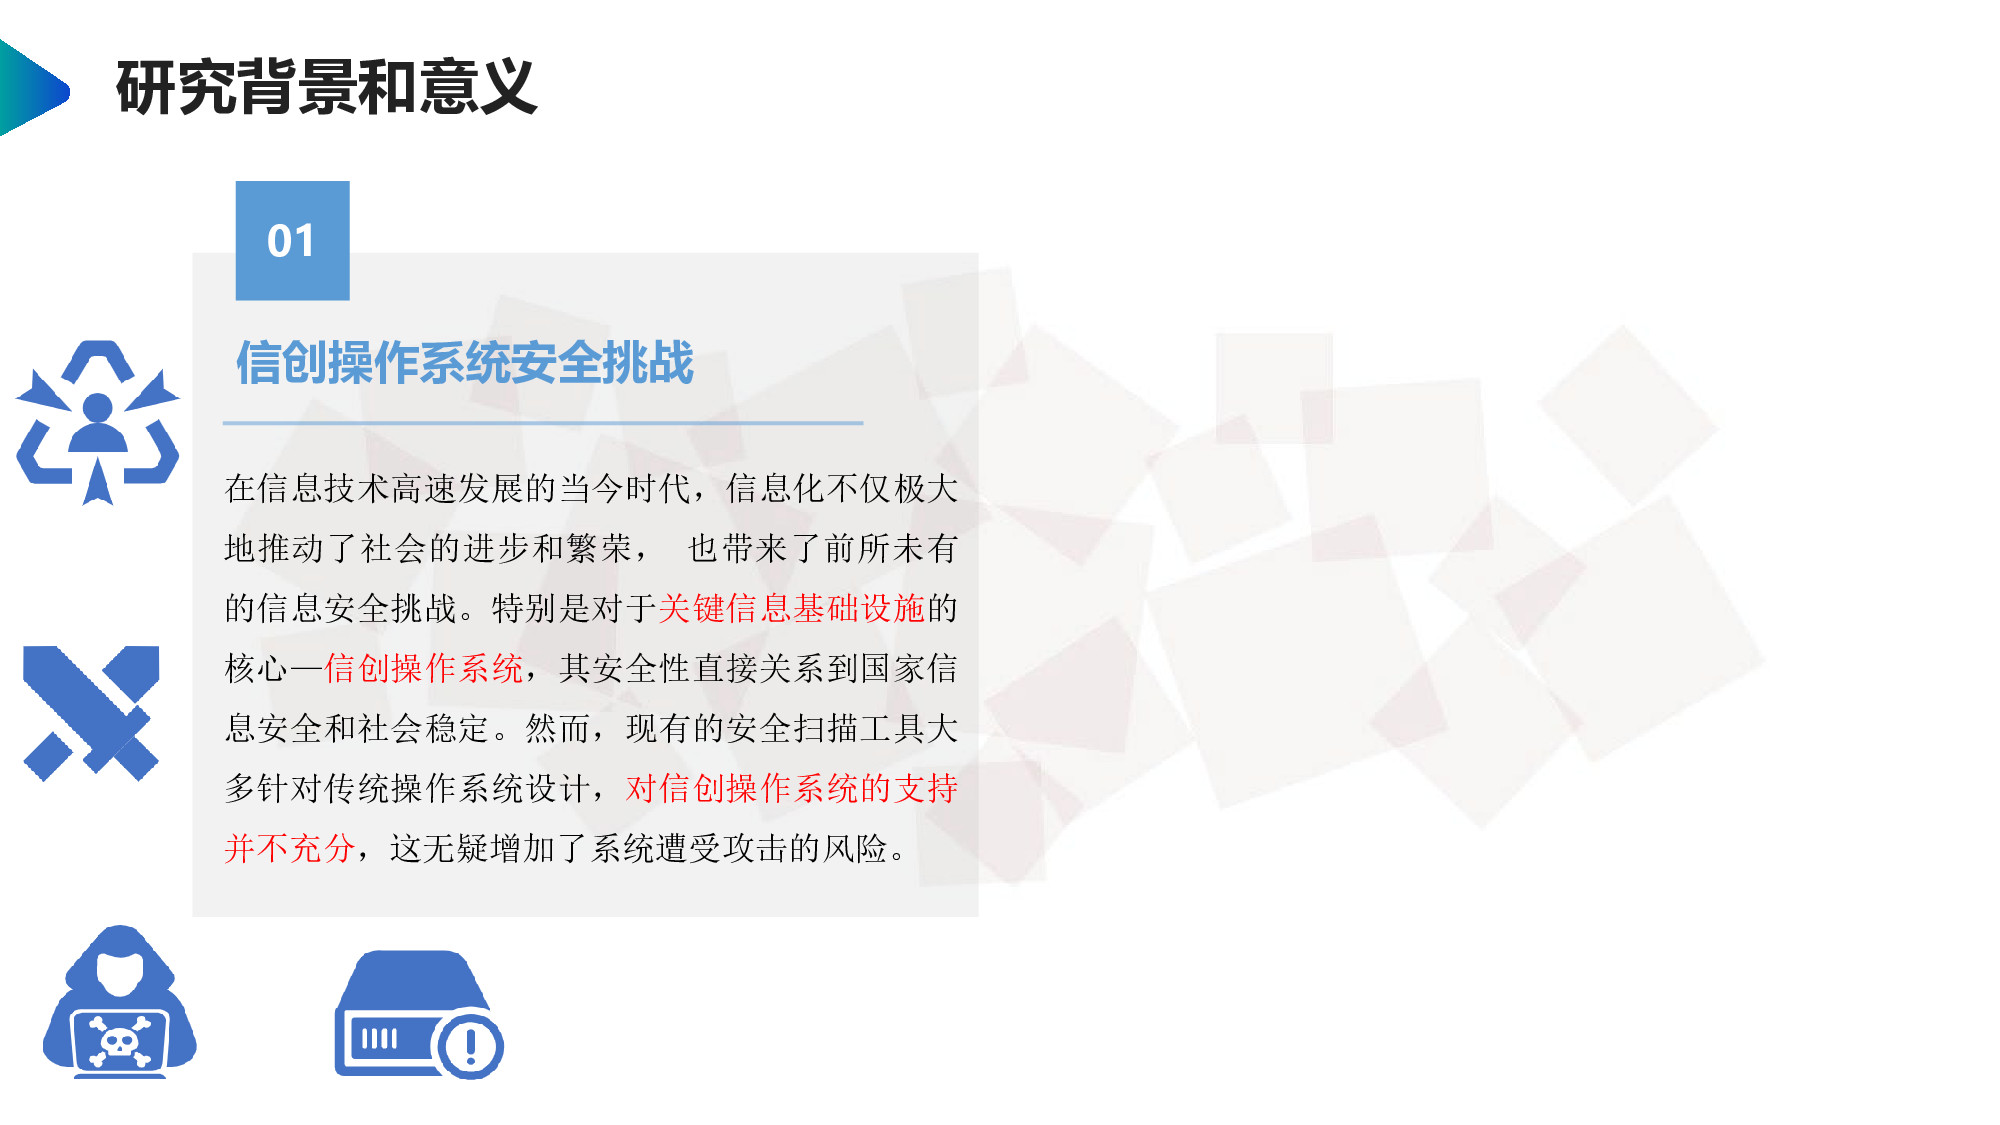 研究背景和意义
01
信创操作系统安全挑战
在信息技术高速发展的当今时代，信息化不仅极大
地推动了社会的进步和繁荣， 也带来了前所未有
的信息安全挑战。特别是对于关键信息基础设施的
核心—信创操作系统，其安全性直接关系到国家信
息安全和社会稳定。然而，现有的安全扫描工具大
多针对传统操作系统设计，对信创操作系统的支持
并不充分，这无疑增加了系统遭受攻击的风险。